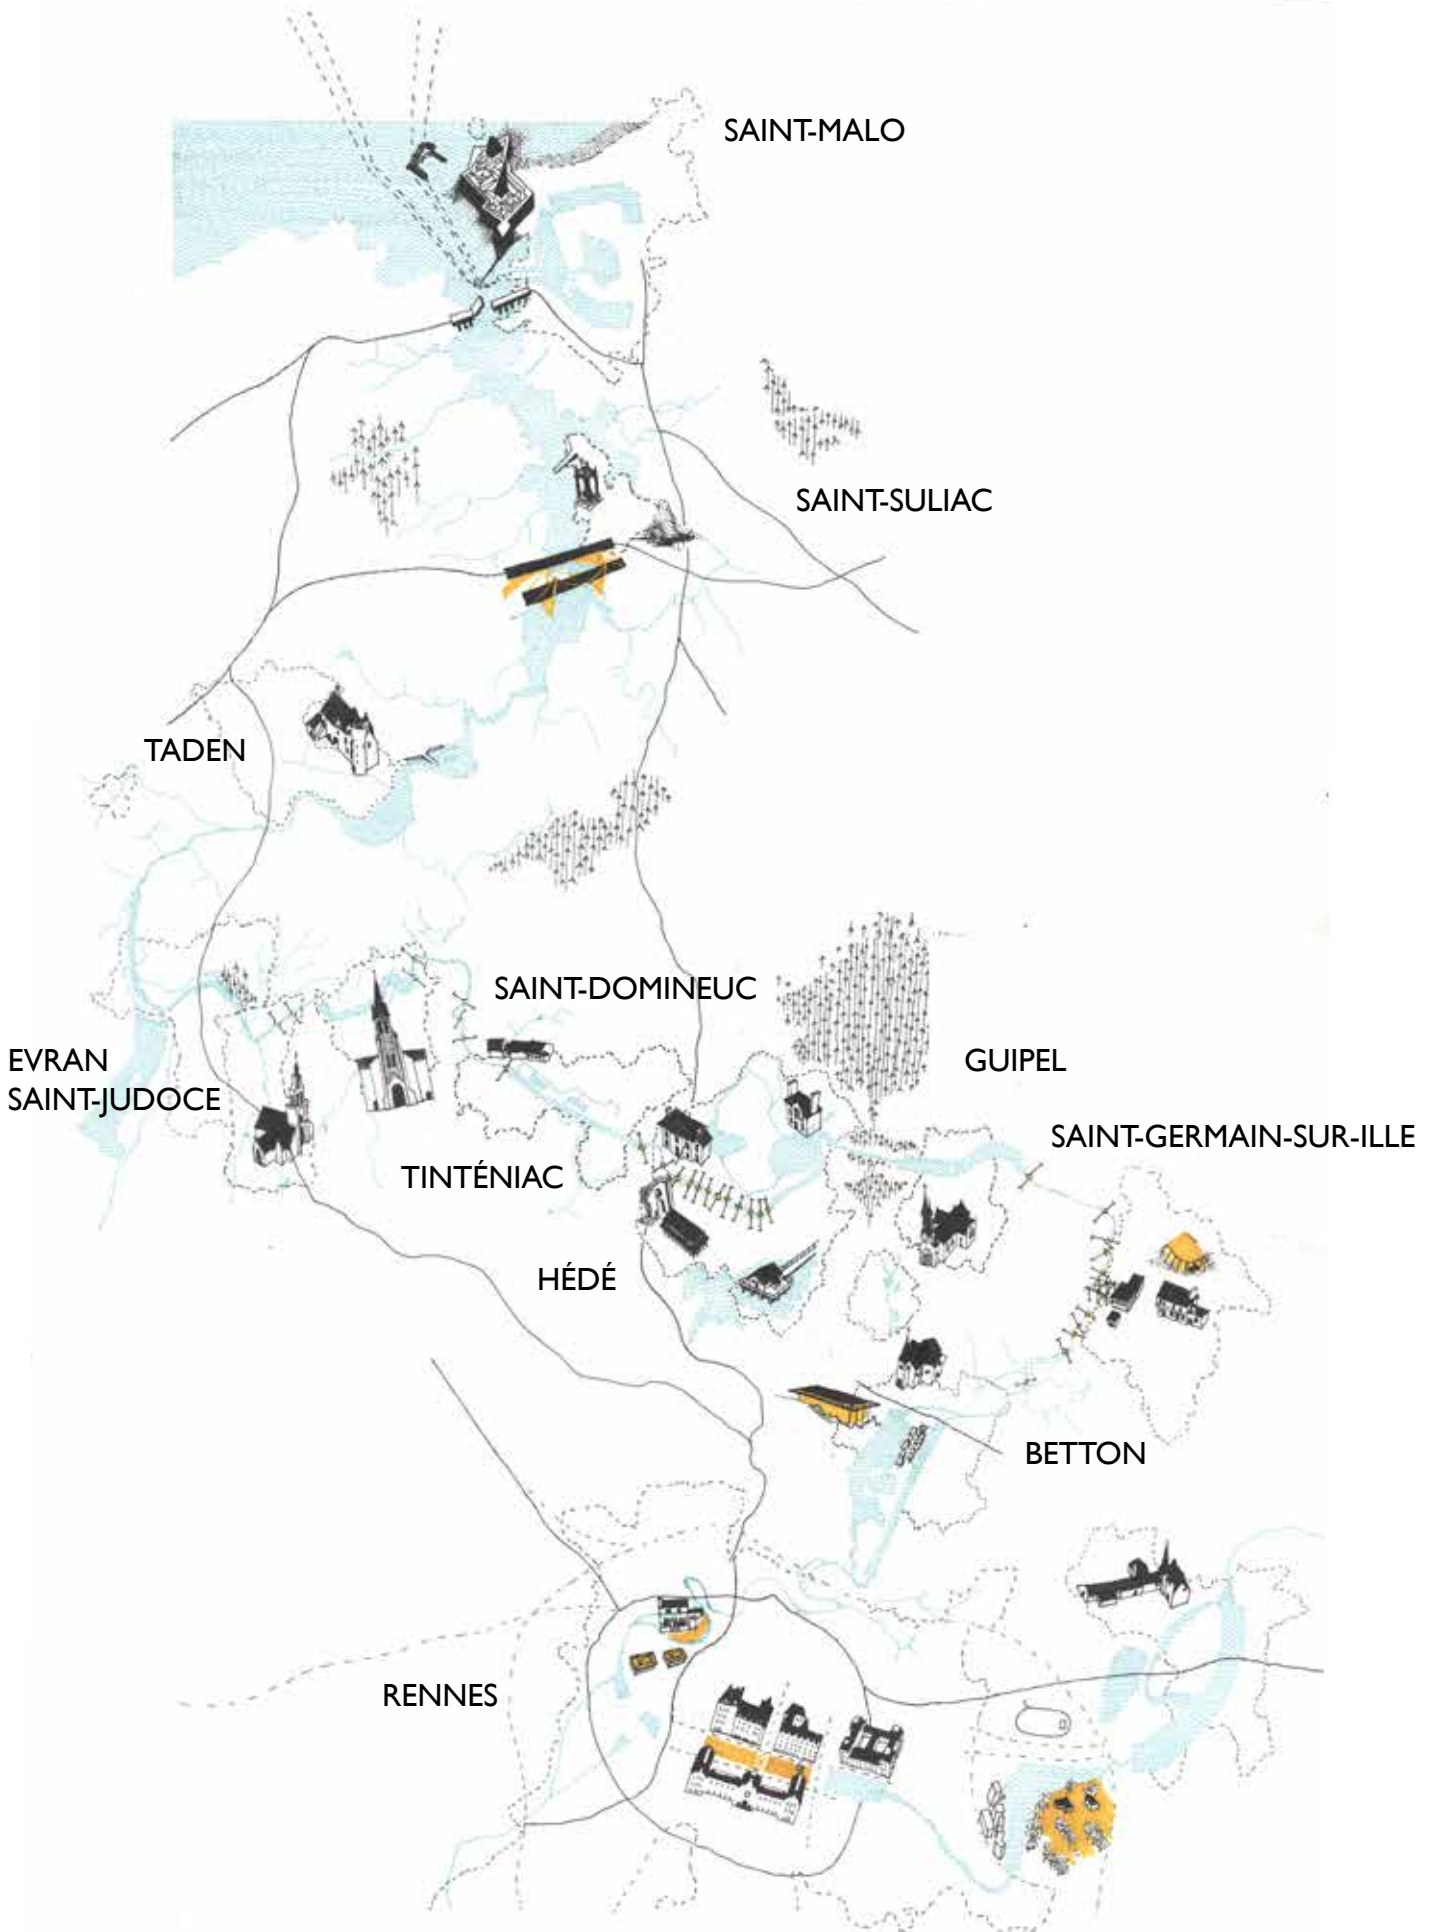 SAINT-MALO
SAINT-SULIAC
TADEN
SAINT-DOMINEUC
EVRAN
SAINT-JUDOCE
GUIPEL
SAINT-GERMAIN-SUR-ILLE
TINTÉNIAC
HÉDÉ
BETTON
RENNES